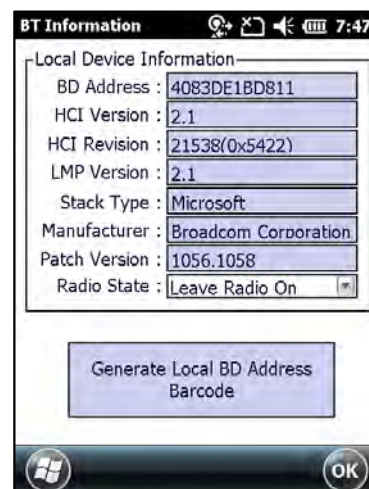 BT Information 7:47
Local Device Information
BD Address : 4083DE1BD811
HCI Version : 2.1
HCI Revision : 21538(0x5422)
LMP Version : 2.1
Stack Type : Microsoft
Manufacturer : Broadcom Corporation
Patch Version : 1056.1058
Radio State : Leave Radio On
Generate Local BD Address
Barcode
OK